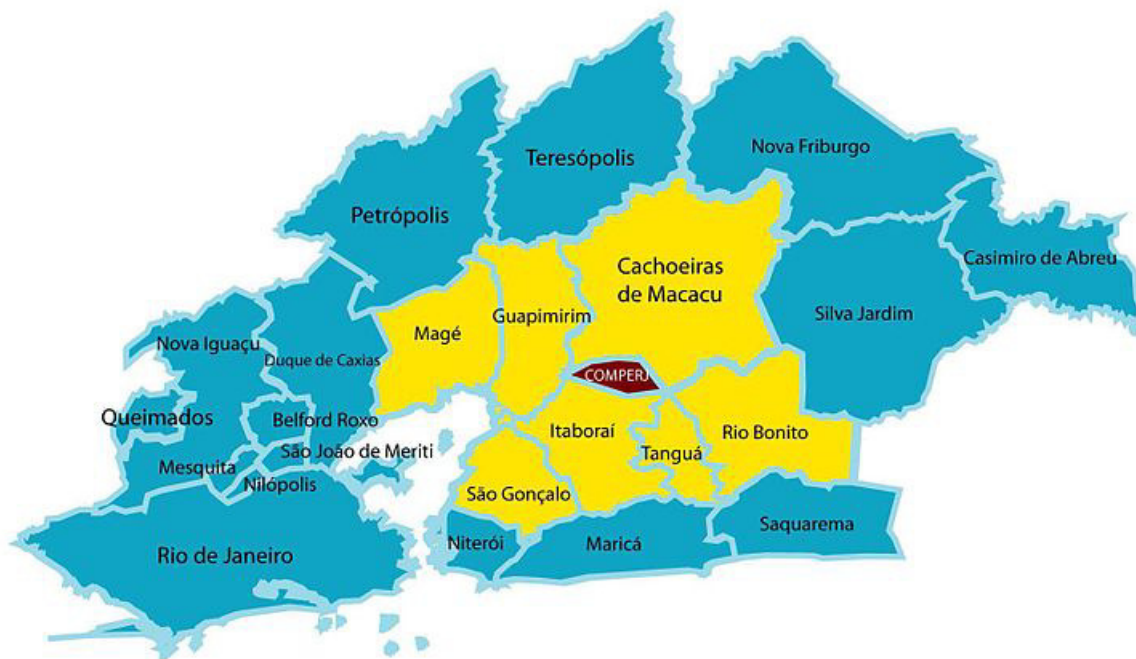 Nova Friburgo
Teresópolis
Petrópolis
Casimiro de Abreu
Cachoeiras
de Macacu
Silva Jardim
Guapimirim
Magé
Nova Iguaçu
Duque de Caxias
COMPERJ
Queimados
Belford Roxo
Itaboraí
Rio Bonito
São João de Meriti
Tanguá
Mesquita
Nilópolis
São Gonçalo
Saquarema
Niterói
Maricá
Rio de Janeiro